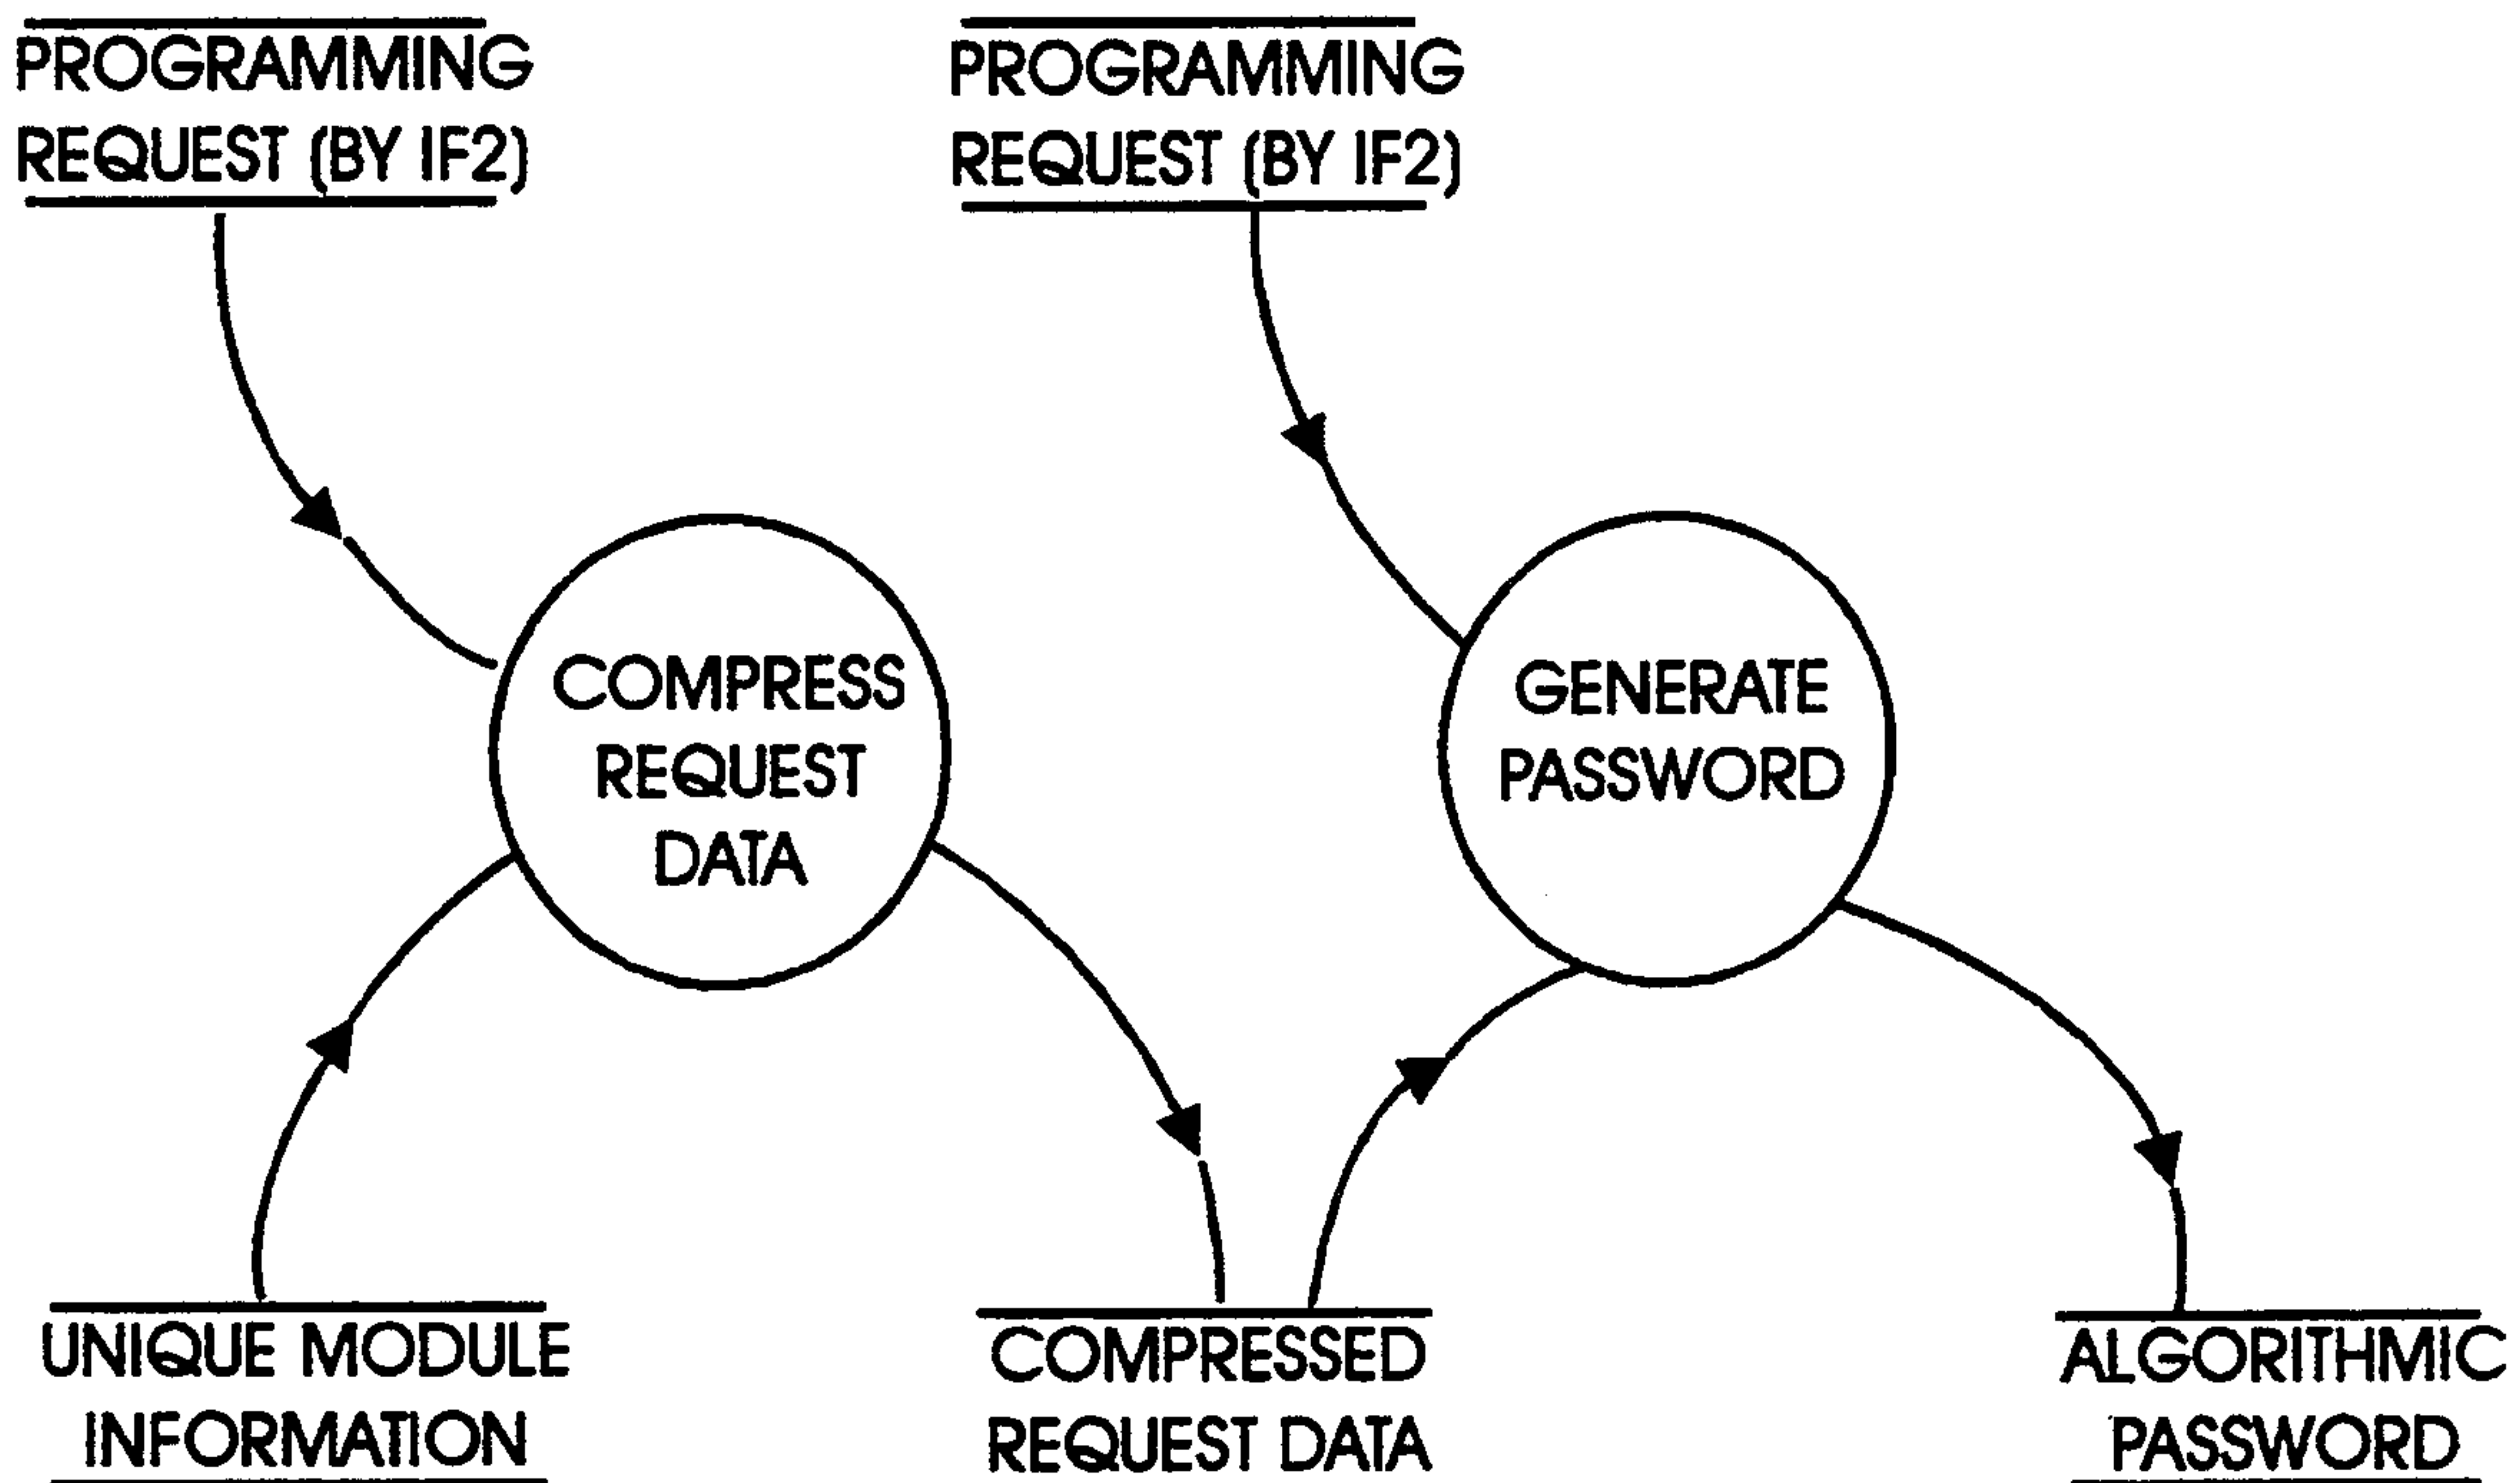 PROGRAMMING
REQUEST (BY IF2)
PROGRAMMING
REQUEST (BY IF2)
COMPRESS
REQUEST
DATA
GENERATE
PASSWORD
UNIQUE MODULE
INFORMATION
COMPRESSED
REQUEST DATA
ALGORITHMIC
PASSWORD